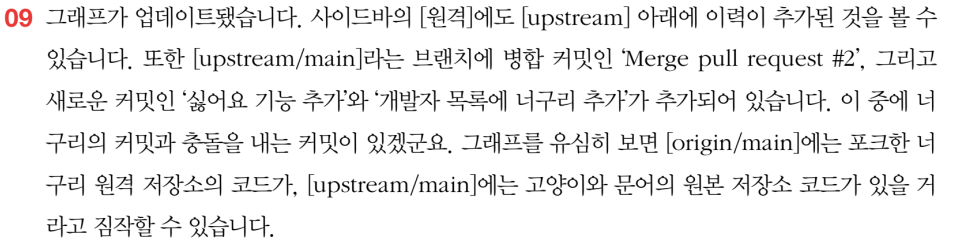 09 그래프가 업데이트됐습니다. 사이드바의 [원격]에도 [upstream] 아래에 이력이 추가된 것을 볼 수
있습니다. 또한 [upstream/main]라는 브랜치에 병합 커밋인 ‘Merge pull request #2’, 그리고
새로운 커밋인 ‘싫어요 기능 추가’와 ‘개발자 목록에 너구리 추가’가 추가되어 있습니다. 이 중에 너
구리의 커밋과 충돌을 내는 커밋이 있겠군요. 그래프를 유심히 보면 [origin/main]에는 포크한 너
구리 원격 저장소의 코드가, [upstream/main]에는 고양이와 문어의 원본 저장소 코드가 있을 거
라고 짐작할 수 있습니다.